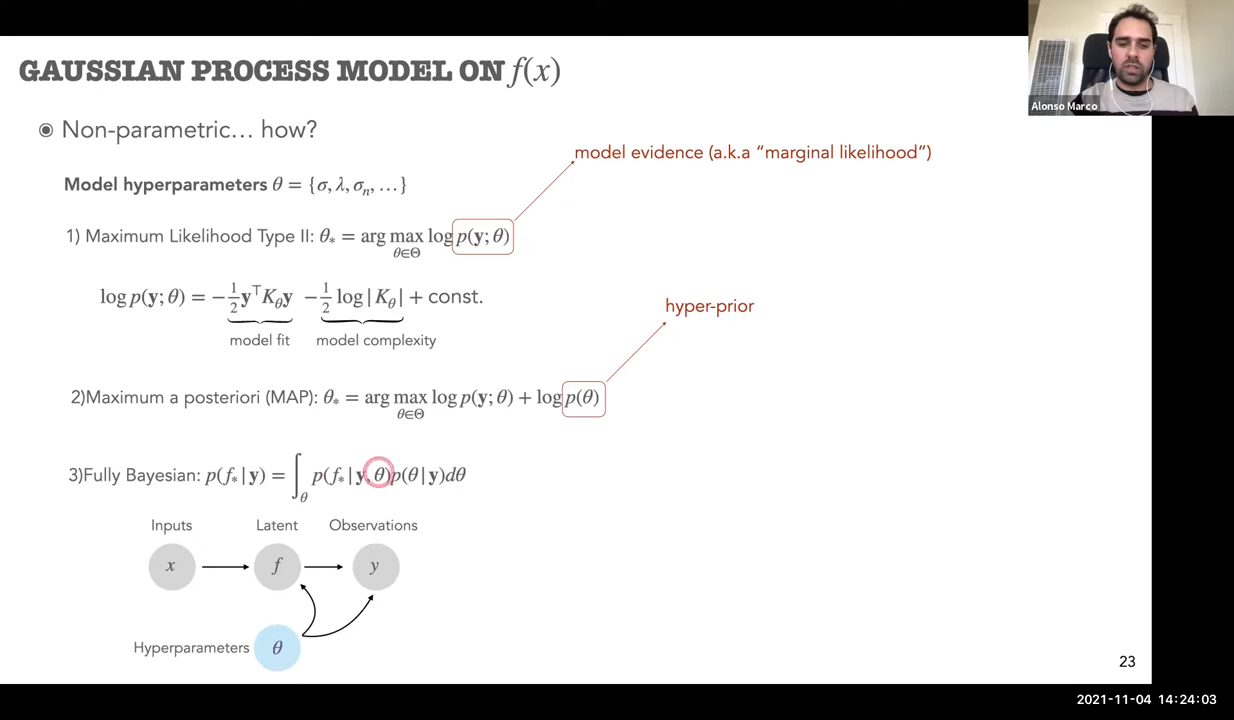 GAUSSIAN PROCESS MODEL ON f(x)
Alonso Marco
Non-parametric… how?
model evidence (a.k.a “marginal likelihood”)
Model hyperparameters θ = {σ, λ, σₙ, …}
1) Maximum Likelihood Type II: θ* = arg max log p(y; θ)
θ∈Θ
log p(y; θ) = −½ y⊤K_θ y −½ log | K_θ | + const.
model fit model complexity
hyper-prior
2)Maximum a posteriori (MAP): θ* = arg max log p(y; θ) + log p(θ)
θ∈Θ
3)Fully Bayesian: p(f* | y) = ∫_θ p(f* | y, θ)p(θ | y)dθ
Inputs Latent Observations
x f y
Hyperparameters θ
23
2021-11-04 14:24:03